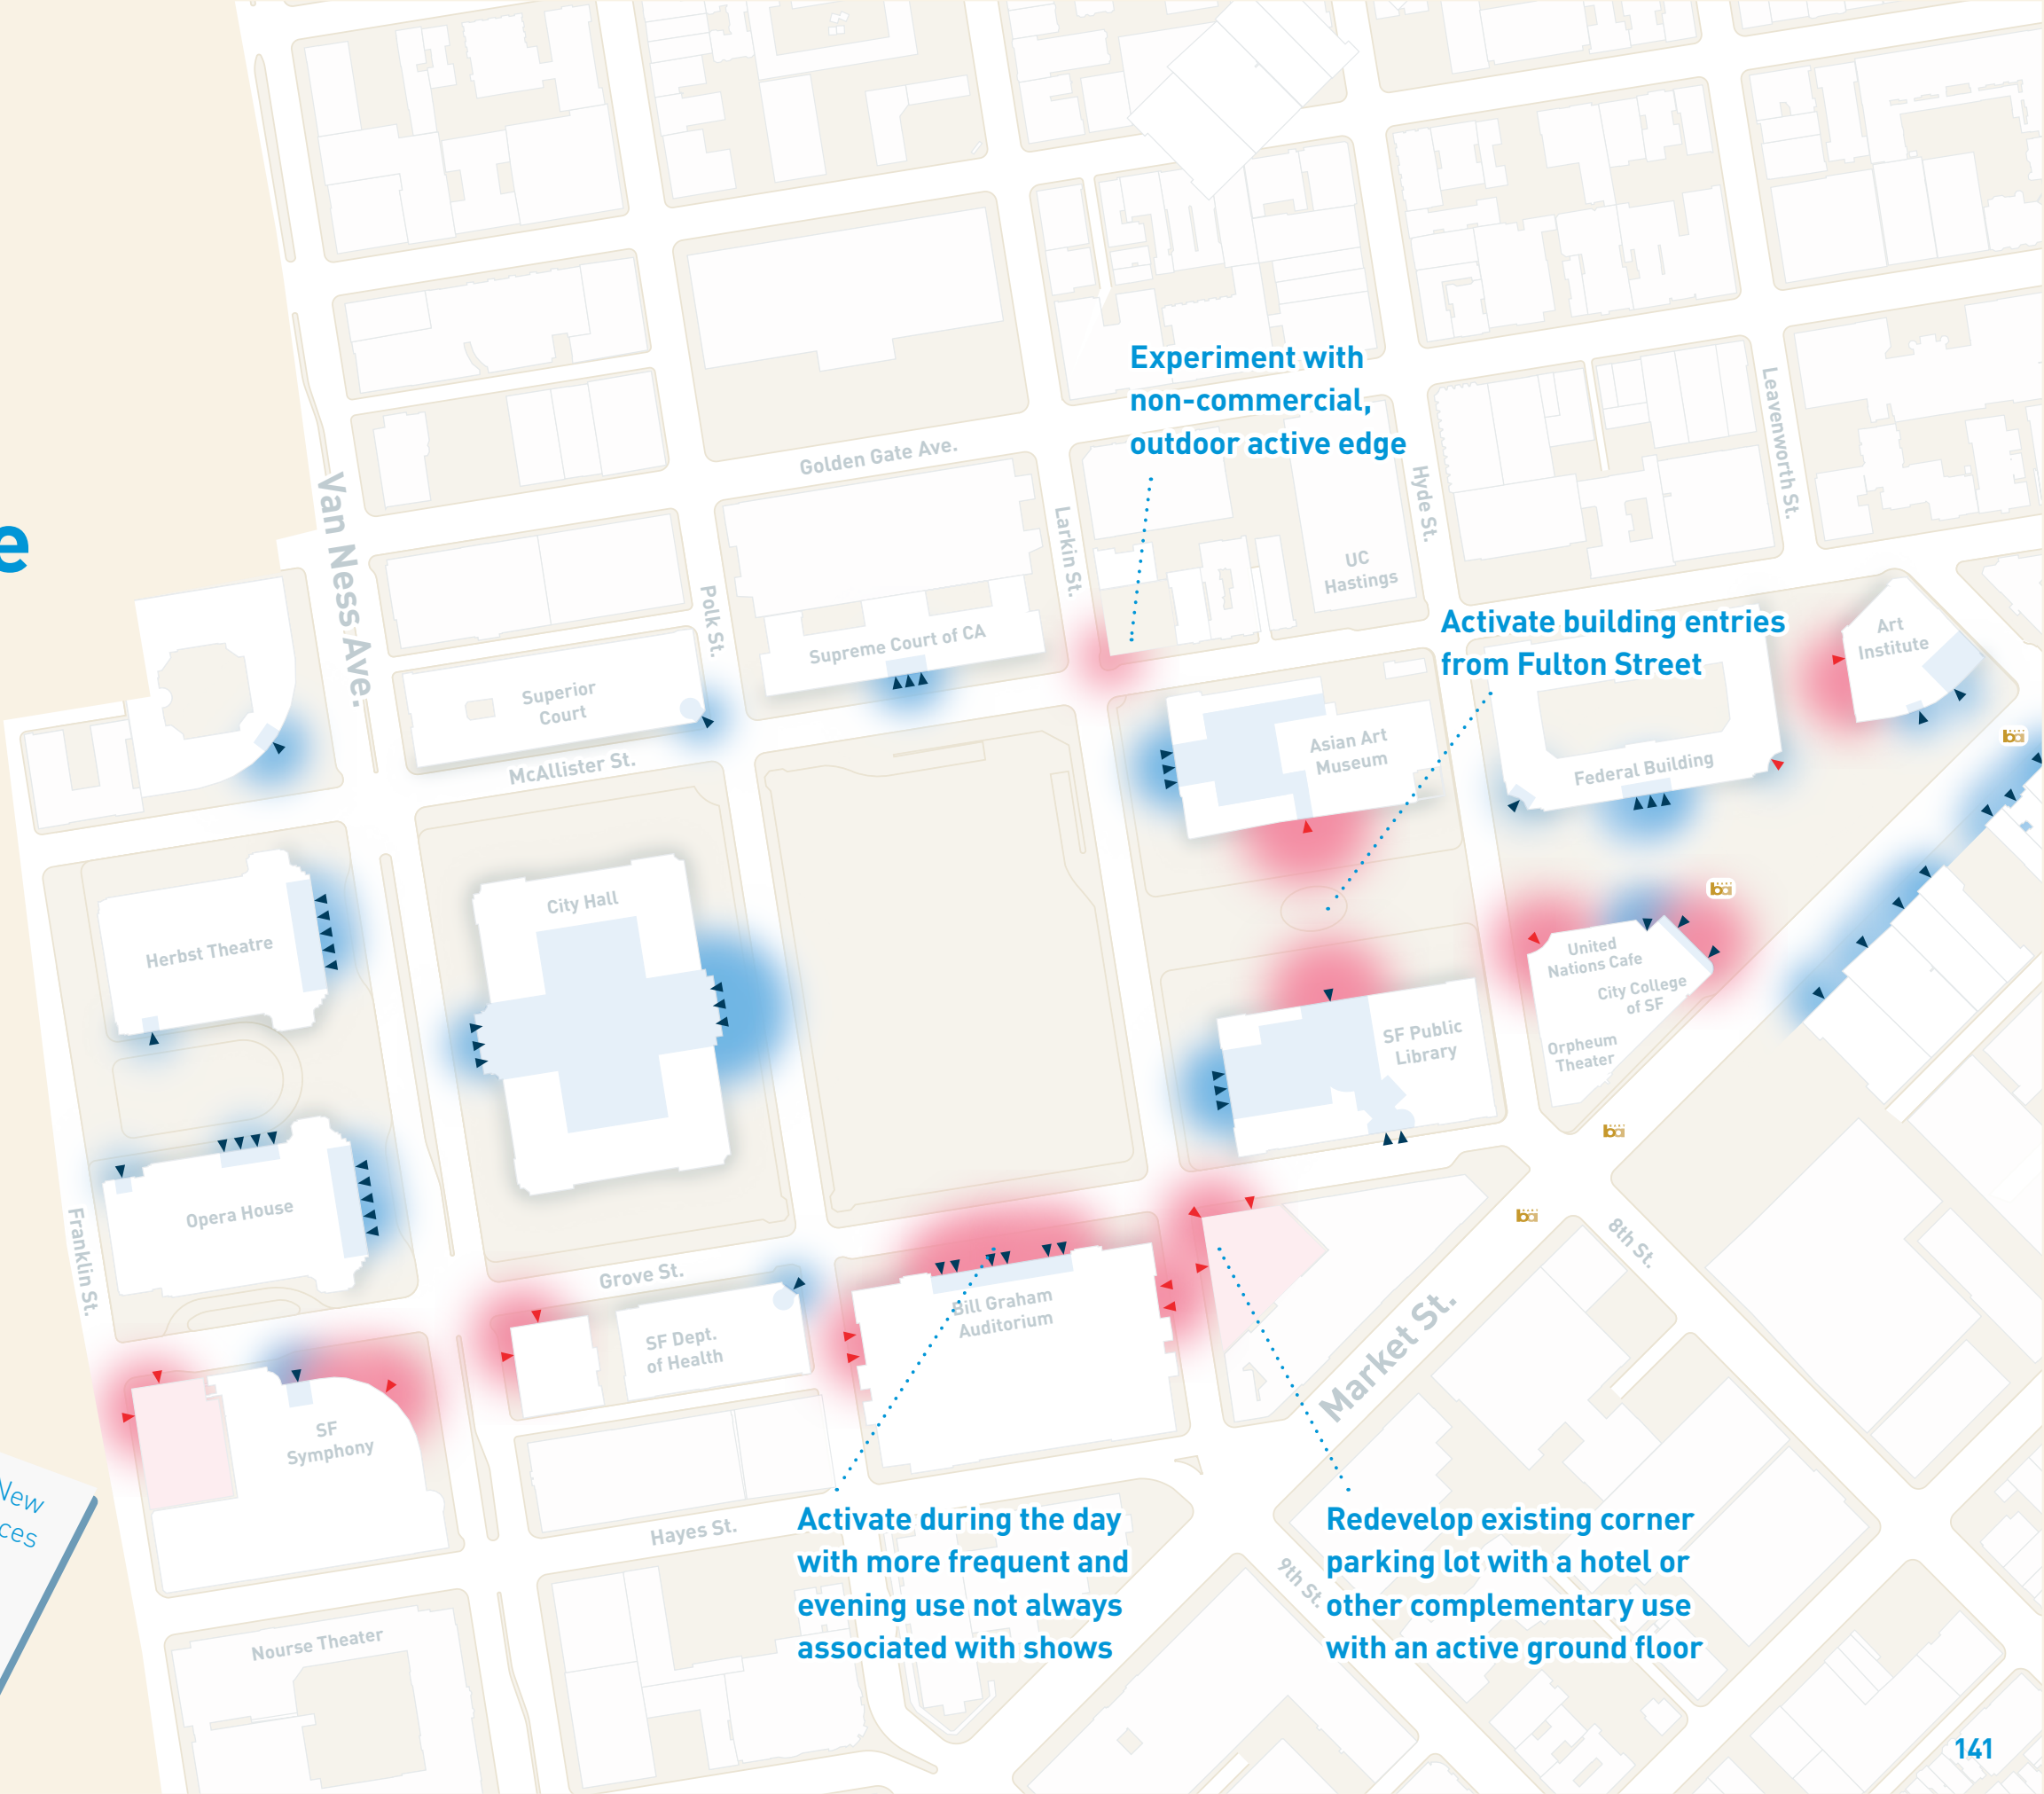 Experiment with
non-commercial,
outdoor active edge
Golden Gate Ave.
Van Ness Ave.
Larkin St.
Hyde St.
Leavenworth St.
e
UC
Hastings
Polk St.
Supreme Court of CA
Activate building entries
from Fulton Street
Art
Institute
Superior
Court
McAllister St.
Asian Art
Museum
Federal Building
ba
ba
City Hall
Herbst Theatre
United
Nations Cafe
City College
of SF
SF Public
Library
Orpheum
Theater
ba
Opera House
Franklin St.
ba
8th St.
Grove St.
SF Dept.
of Health
Bill Graham
Auditorium
Market St.
SF
Symphony
New
ces
Hayes St.
Activate during the day
with more frequent and
evening use not always
associated with shows
Redevelop existing corner
parking lot with a hotel or
other complementary use
with an active ground floor
9th St.
Nourse Theater
141